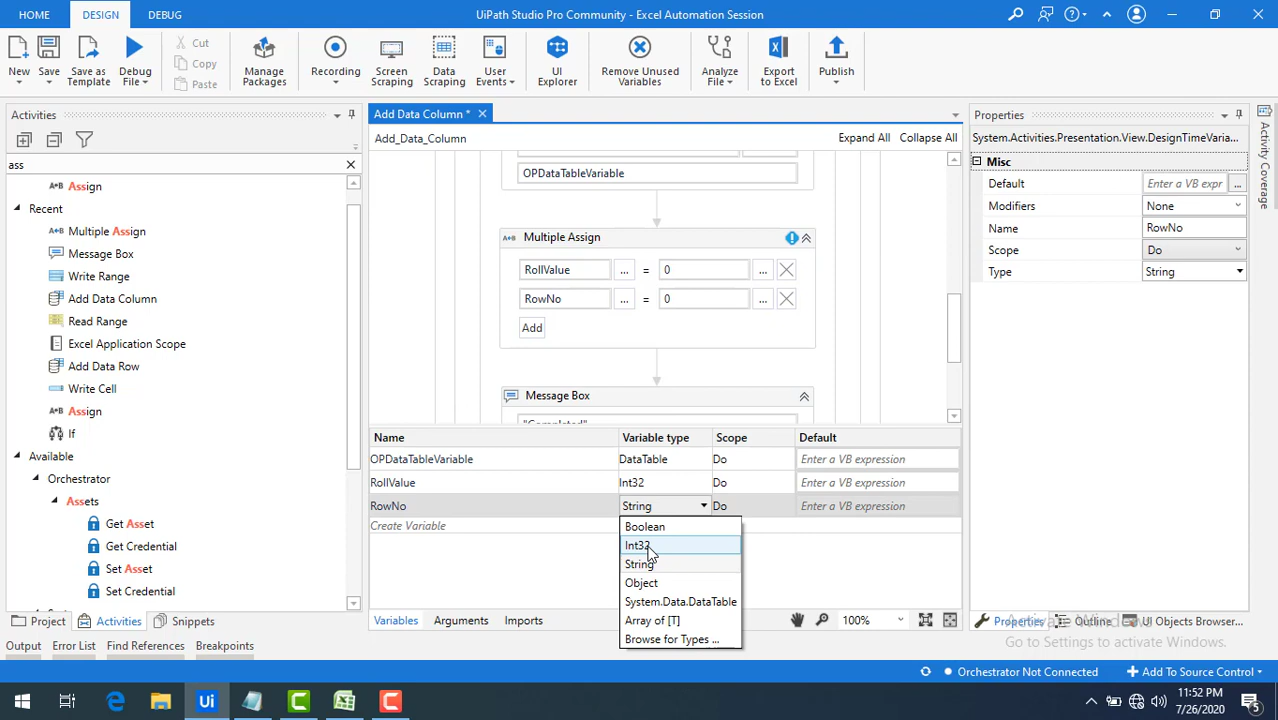 HOME
DESIGN
DEBUG
UiPath Studio Pro Community - Excel Automation Session
New
Save
Save as Template
Debug File
Cut
Copy
Paste
Manage Packages
Recording
Screen Scraping
Data Scraping
User Events
UI Explorer
Remove Unused Variables
Analyze File
Export to Excel
Publish
Activities
ass
Assign
Recent
Multiple Assign
Message Box
Write Range
Add Data Column
Read Range
Excel Application Scope
Add Data Row
Write Cell
Assign
If
Available
Orchestrator
Assets
Get Asset
Get Credential
Set Asset
Set Credential
Project
Activities
Snippets
Add Data Column *
Add_Data_Column
Expand All
Collapse All
OPDataTableVariable
Multiple Assign
RollValue ... = 0 ...
RowNo ... = 0 ...
Add
Message Box
"Completed"
Name Variable type Scope Default
OPDataTableVariable DataTable Do Enter a VB expression
RollValue Int32 Do Enter a VB expression
RowNo String Do Enter a VB expression
Create Variable
Boolean
Int32
String
Object
System.Data.DataTable
Array of [T]
Browse for Types ...
Variables
Arguments
Imports
100%
Properties
System.Activities.Presentation.View.DesignTimeVaria...
Misc
Default Enter a VB expr ...
Modifiers None
Name RowNo
Scope Do
Type String
Activity Coverage
Activate Windows
Go to Settings to activate Windows.
Properties
Outline
UI Objects Browser...
Output
Error List
Find References
Breakpoints
Orchestrator Not Connected
Add To Source Control
Ui
11:52 PM
7/26/2020
5